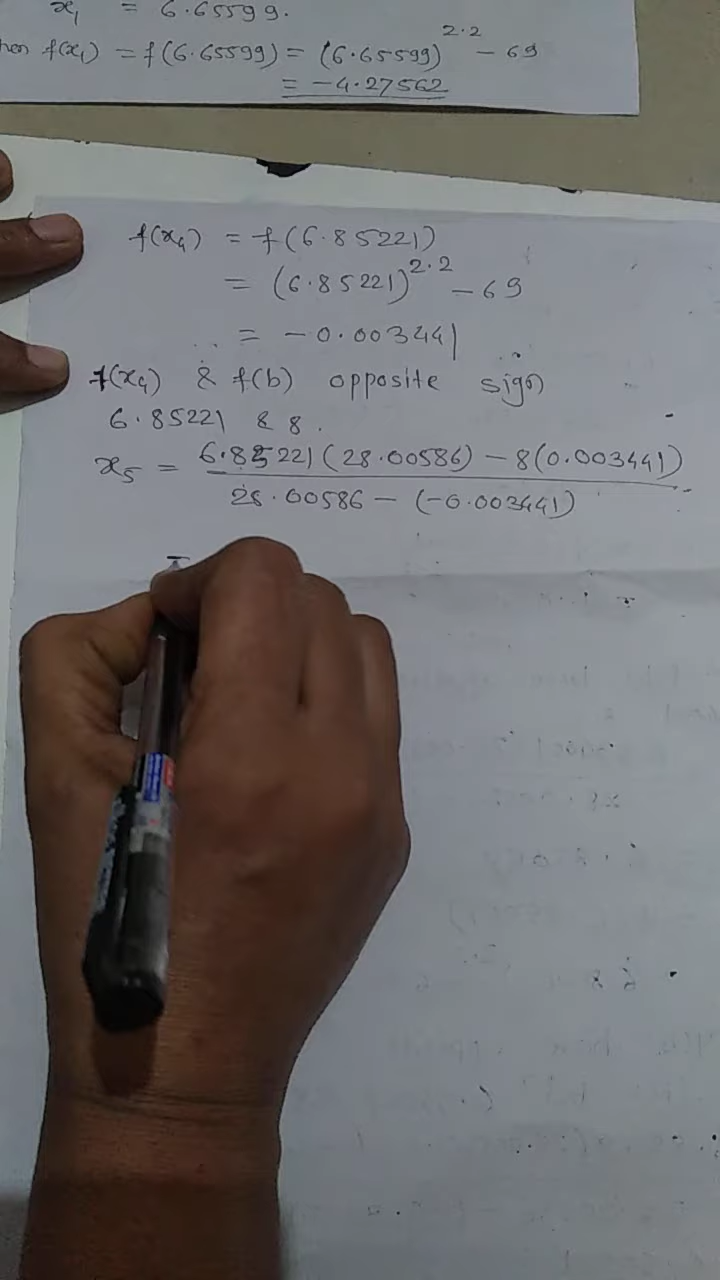 x₁ = 6.65599.
f(x₁) = f(6.65599) = (6.65599)^2.2 - 69
= -4.27562
f(x₄) = f(6.85221)
= (6.85221)^2.2 - 69
= -0.003441
f(x₄) & f(b) opposite sign
6.85221 & 8.
x₅ = 6.85221(28.00586) - 8(0.003441)
28.00586 - (-0.003441)
=